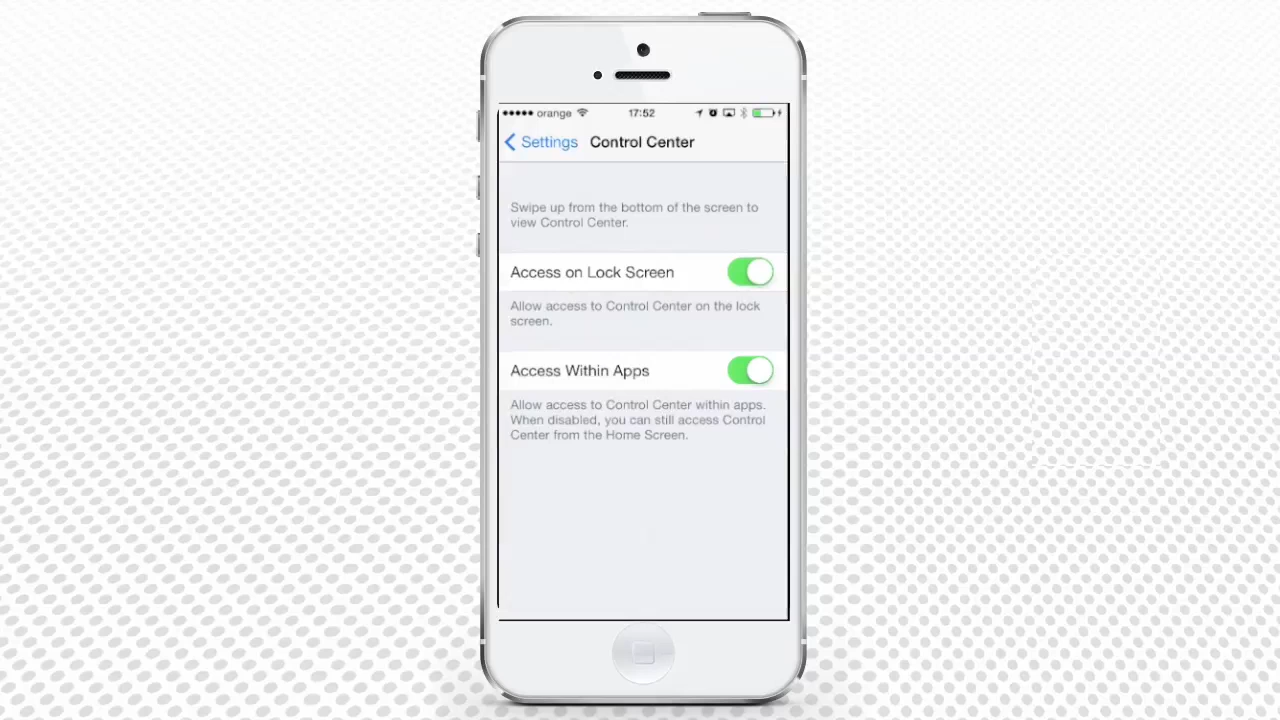 orange 17:52
Settings Control Center
Swipe up from the bottom of the screen to
view Control Center.
Access on Lock Screen
Allow access to Control Center on the lock
screen.
Access Within Apps
Allow access to Control Center within apps.
When disabled, you can still access Control
Center from the Home Screen.